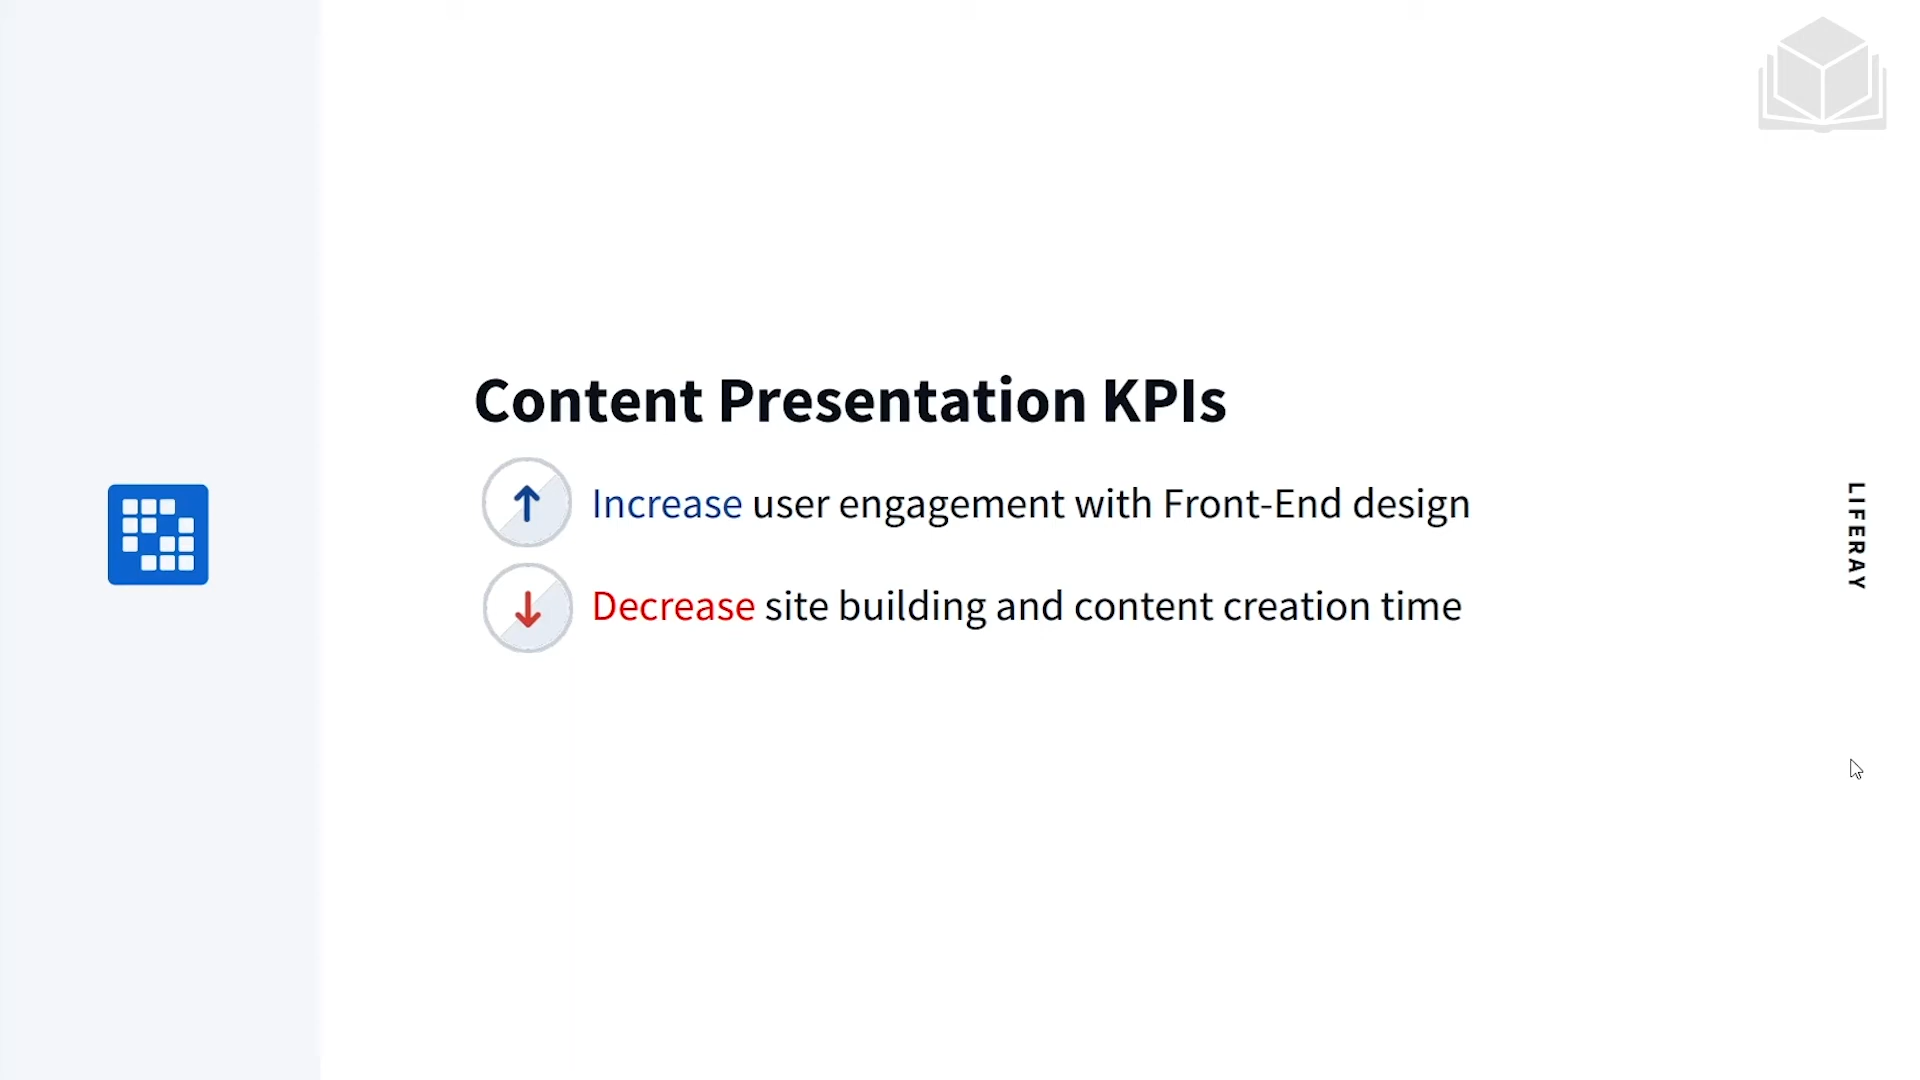 Content Presentation KPIs
Increase user engagement with Front-End design
Decrease site building and content creation time
LIFERAY